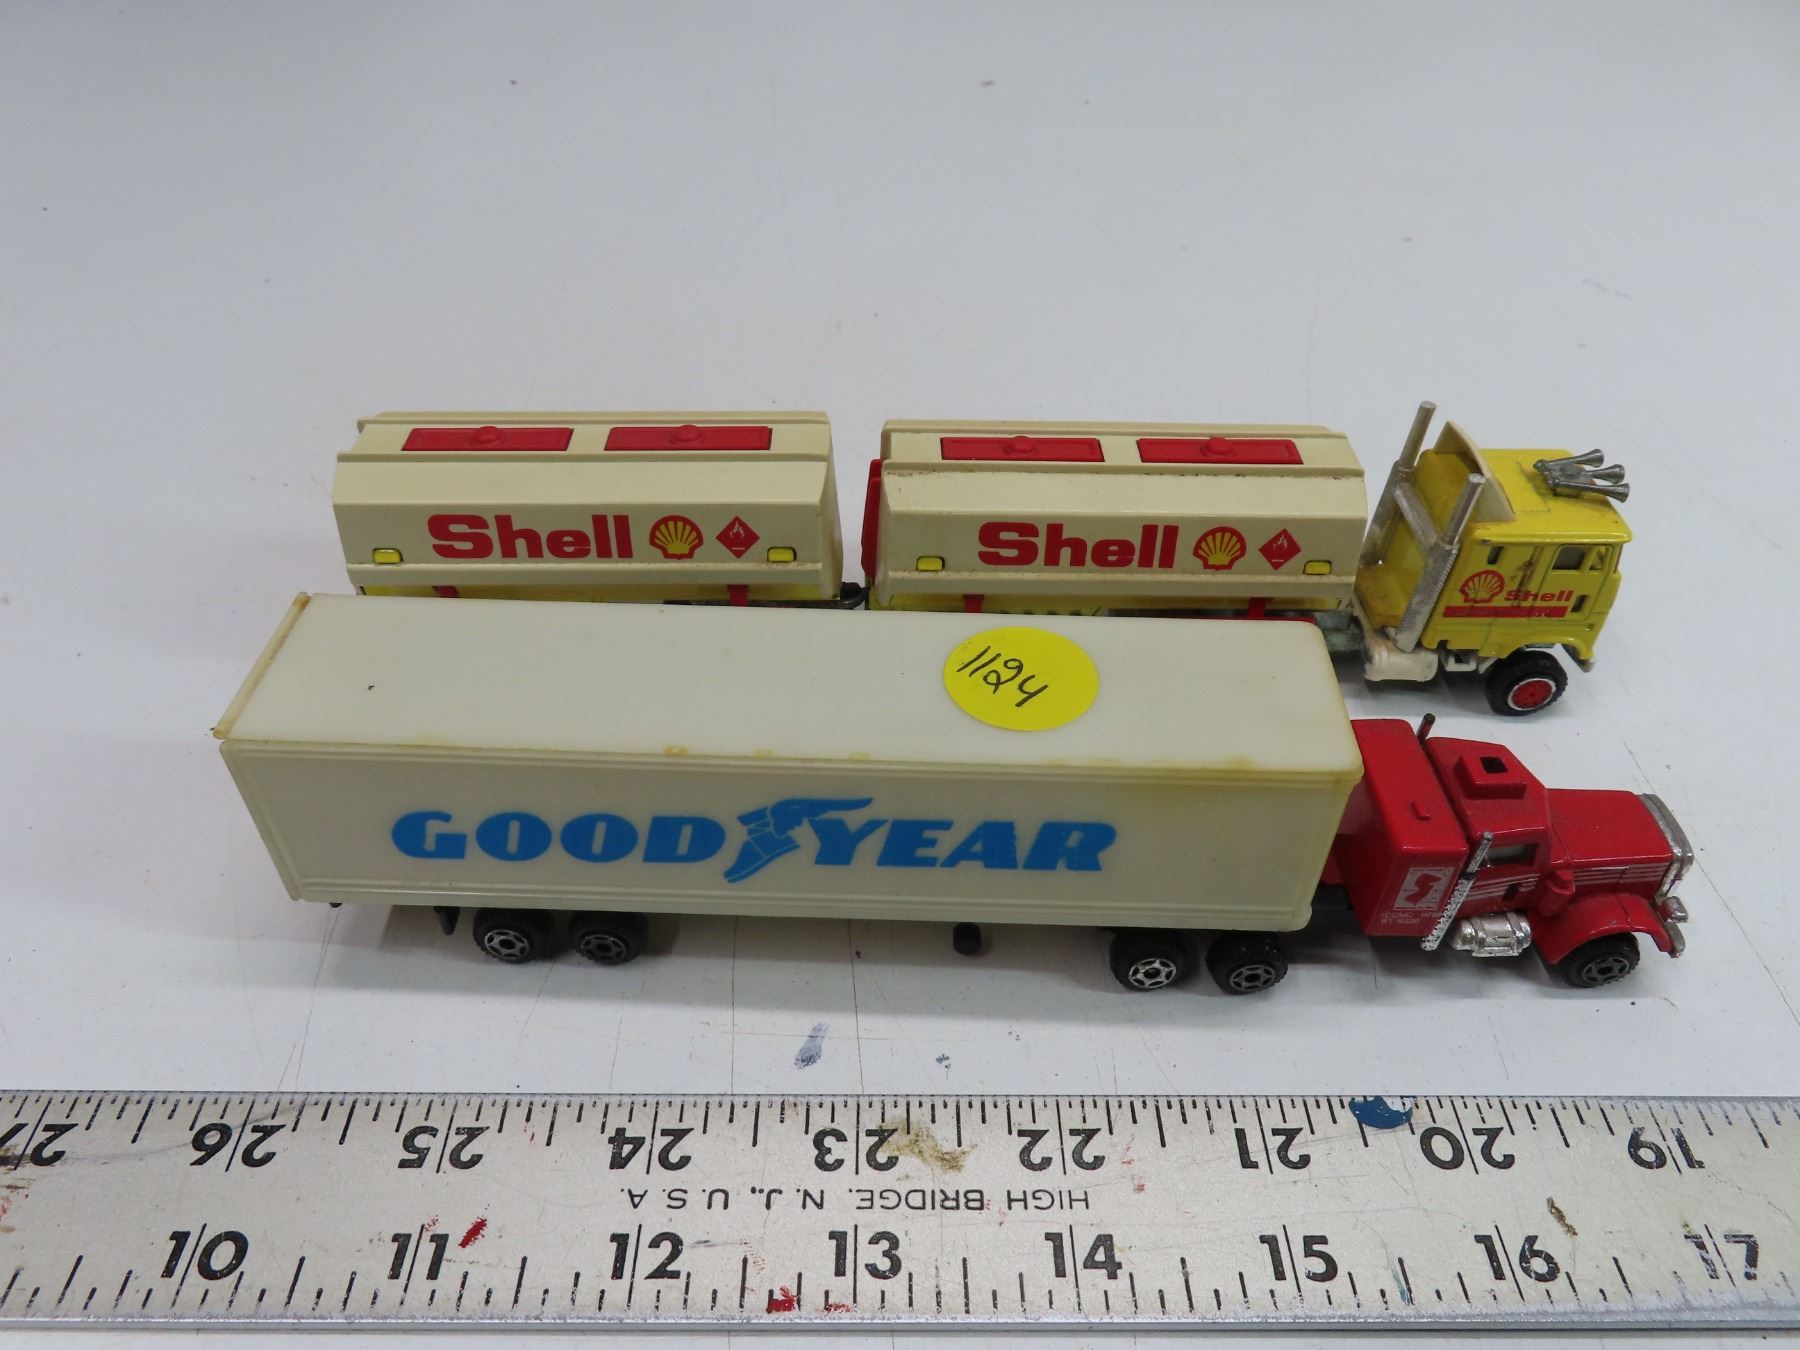 Shell
Shell
Shell
1124
GOODYEAR
27 26 25 24 23 22 21 20 19
HIGH BRIDGE, N.J., U.S.A.
10 11 12 13 14 15 16 17